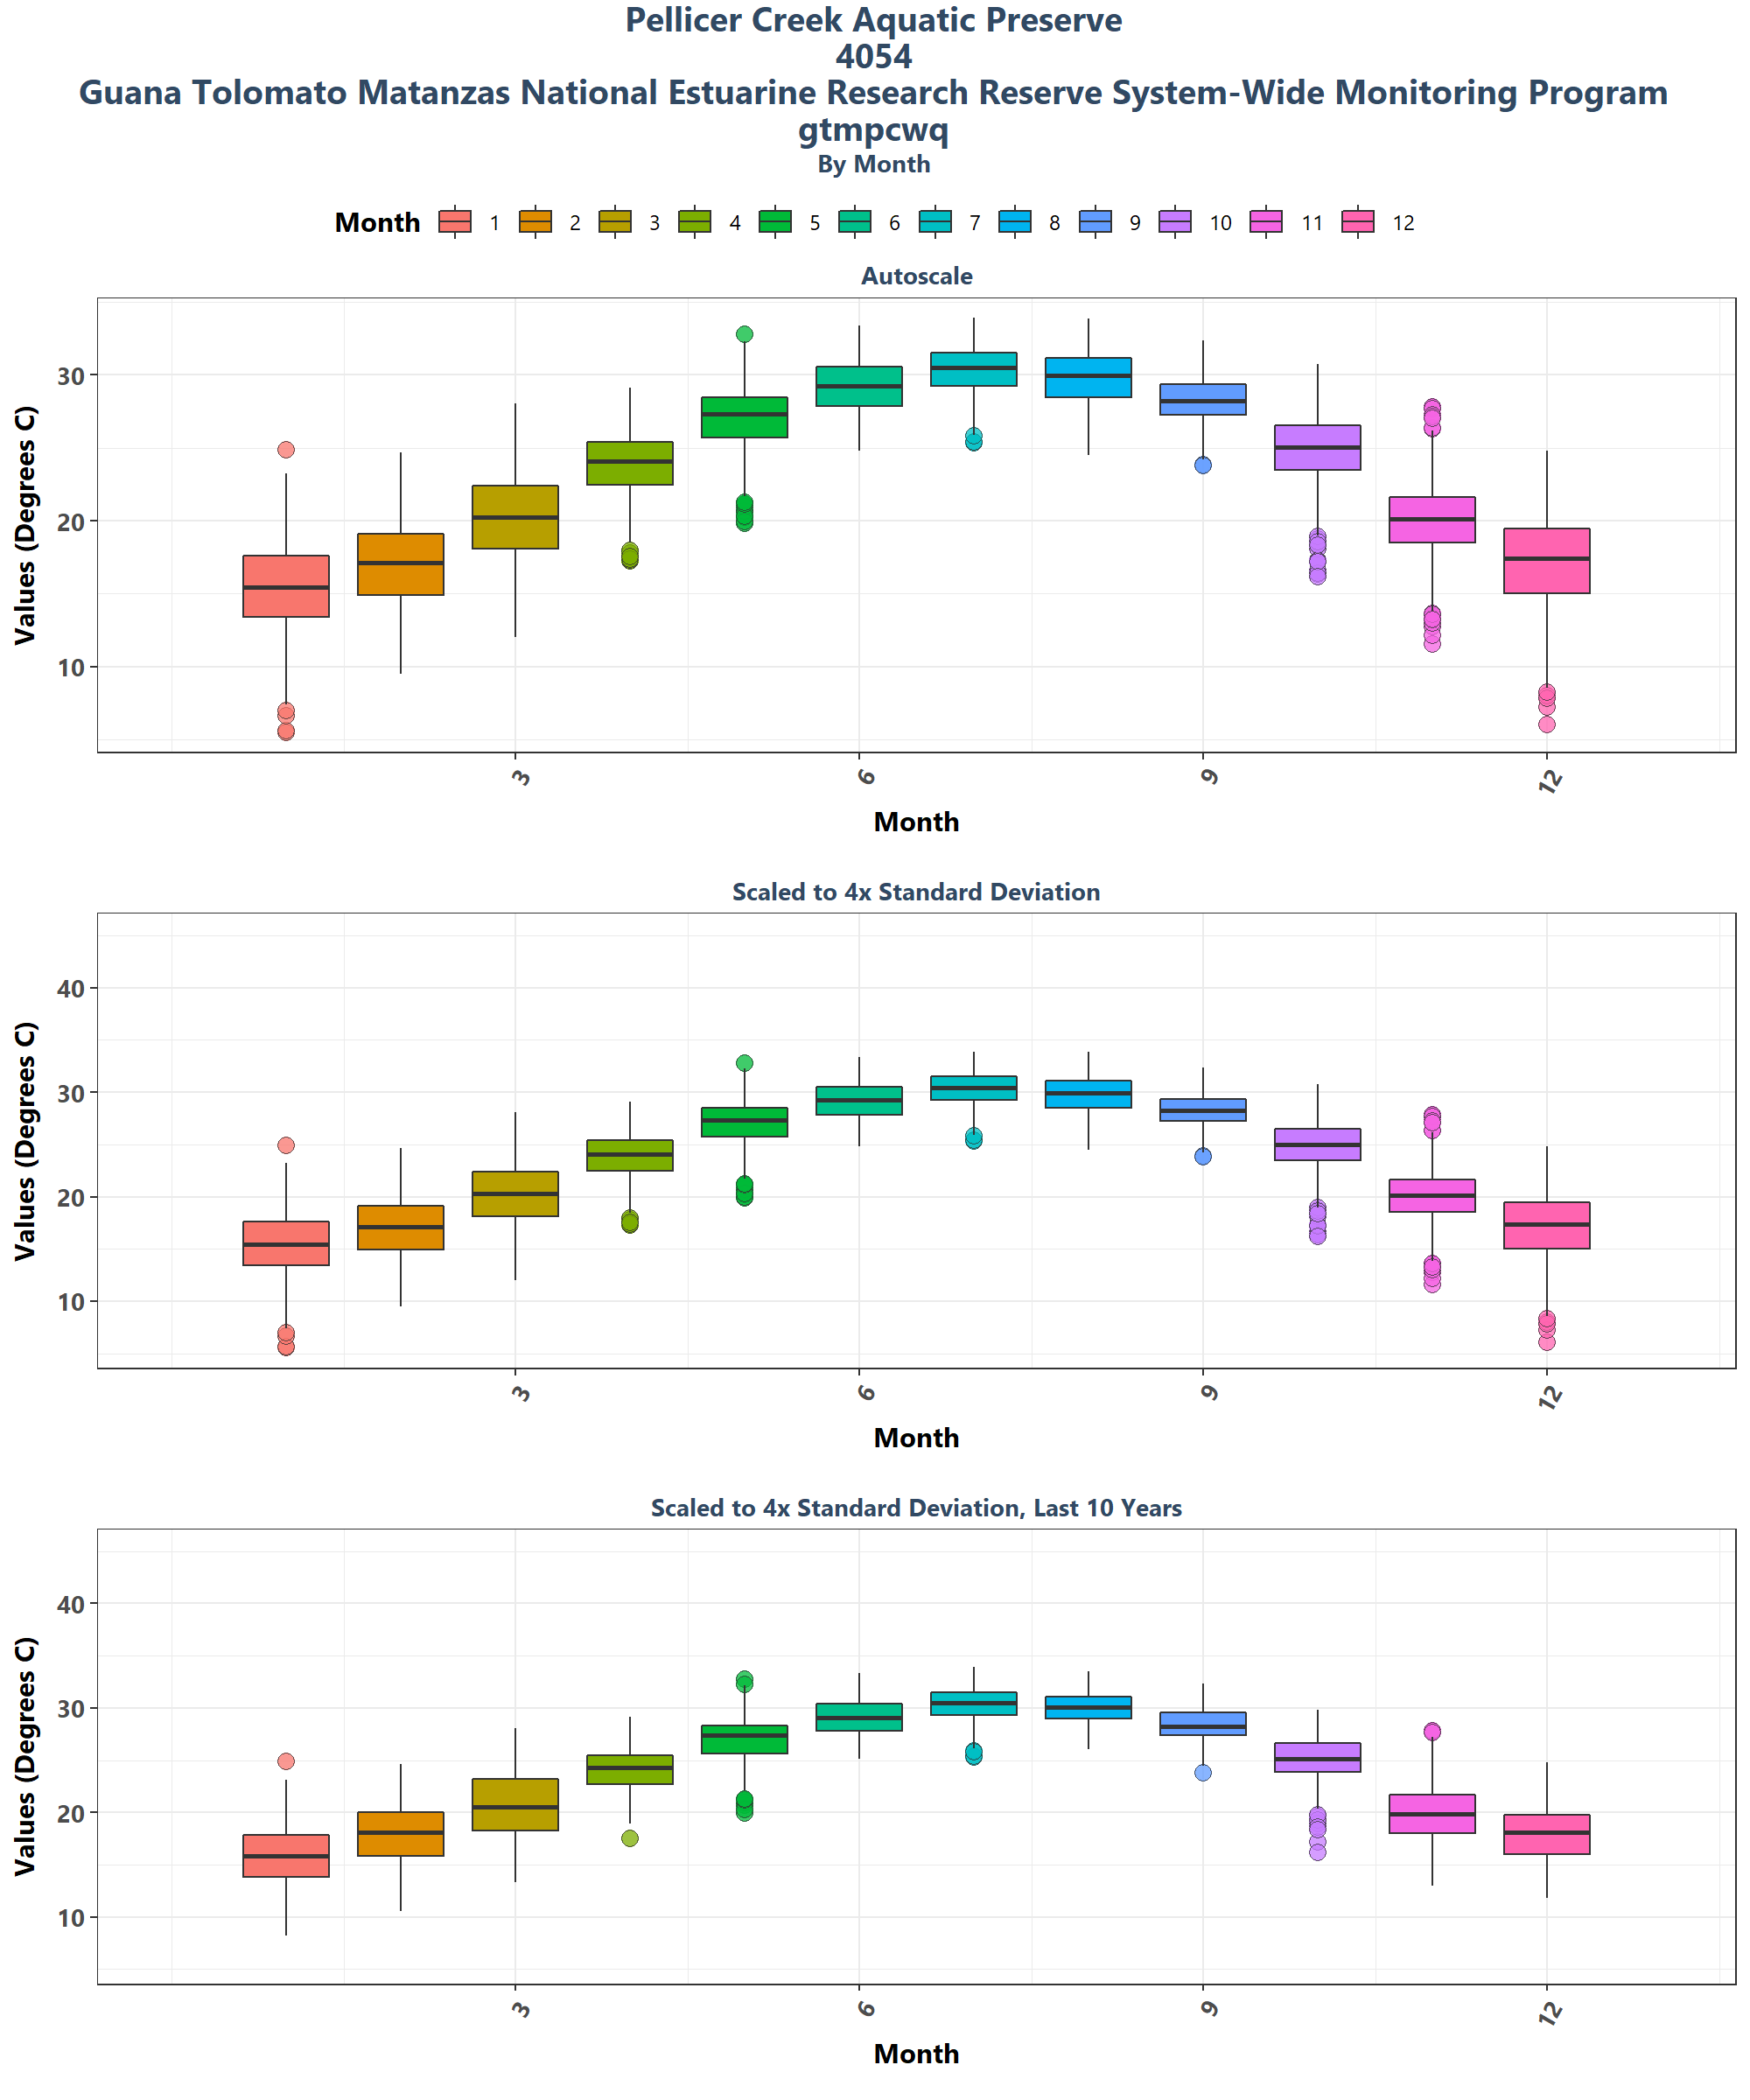 Pellicer Creek Aquatic Preserve
4054
Guana Tolomato Matanzas National Estuarine Research Reserve System-Wide Monitoring Program
gtmpcwq
By Month
Month 1 2 3 4 5 6 7 8 9 10 11 12
Autoscale
Values (Degrees C)
30
20
10
3 6 9 12
Month
Scaled to 4x Standard Deviation
Values (Degrees C)
40
30
20
10
3 6 9 12
Month
Scaled to 4x Standard Deviation, Last 10 Years
Values (Degrees C)
40
30
20
10
3 6 9 12
Month